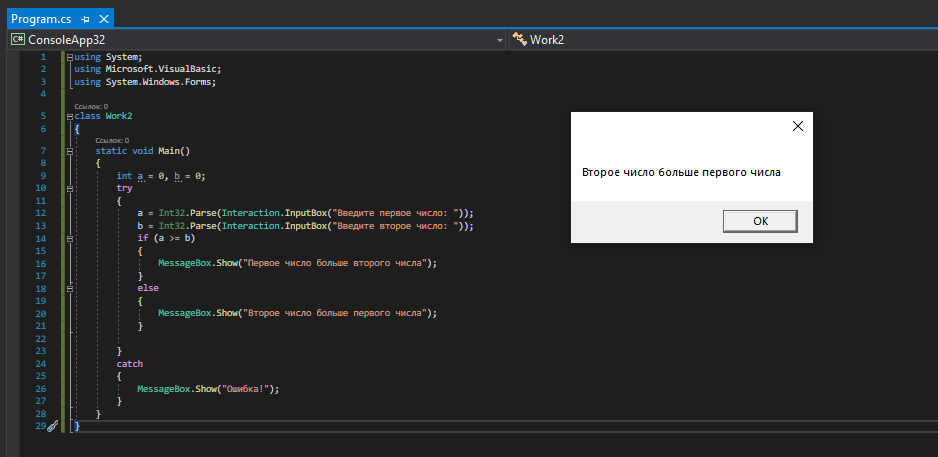 Program.cs
C# ConsoleApp32 Work2
1 using System;
2 using Microsoft.VisualBasic;
3 using System.Windows.Forms;
4
Ссылок: 0
5 class Work2
6 {
Ссылок: 0
7 static void Main()
8 {
9 int a = 0, b = 0;
10 try
11 {
12 a = Int32.Parse(Interaction.InputBox("Введите первое число: "));
13 b = Int32.Parse(Interaction.InputBox("Введите второе число: "));
14 if (a >= b)
15 {
16 MessageBox.Show("Первое число больше второго числа");
17 }
18 else
19 {
20 MessageBox.Show("Второе число больше первого числа");
21 }
22
23 }
24 catch
25 {
26 MessageBox.Show("Ошибка!");
27 }
28 }
29 }
Второе число больше первого числа
OK